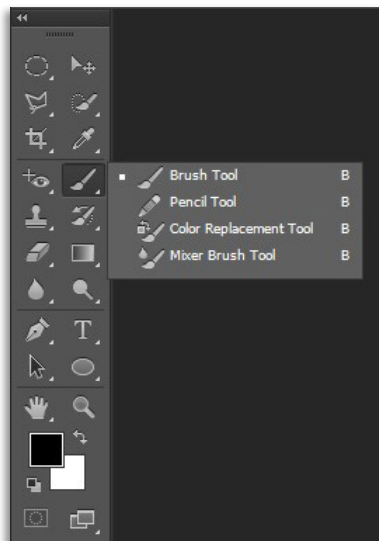 Brush Tool B
Pencil Tool B
Color Replacement Tool B
Mixer Brush Tool B
T